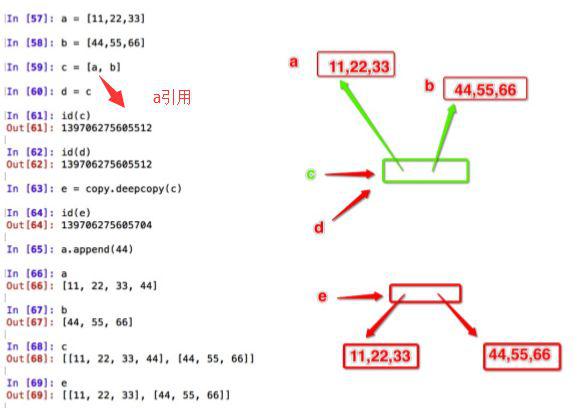 In [57]: a = [11,22,33]
In [58]: b = [44,55,66]
In [59]: c = [a, b]
In [60]: d = c
a引用
In [61]: id(c)
Out[61]: 139706275605512
In [62]: id(d)
Out[62]: 139706275605512
In [63]: e = copy.deepcopy(c)
In [64]: id(e)
Out[64]: 139706275605704
In [65]: a.append(44)
In [66]: a
Out[66]: [11, 22, 33, 44]
In [67]: b
Out[67]: [44, 55, 66]
In [68]: c
Out[68]: [[11, 22, 33, 44], [44, 55, 66]]
In [69]: e
Out[69]: [[11, 22, 33], [44, 55, 66]]
a
11,22,33
b
44,55,66
c
d
e
11,22,33
44,55,66